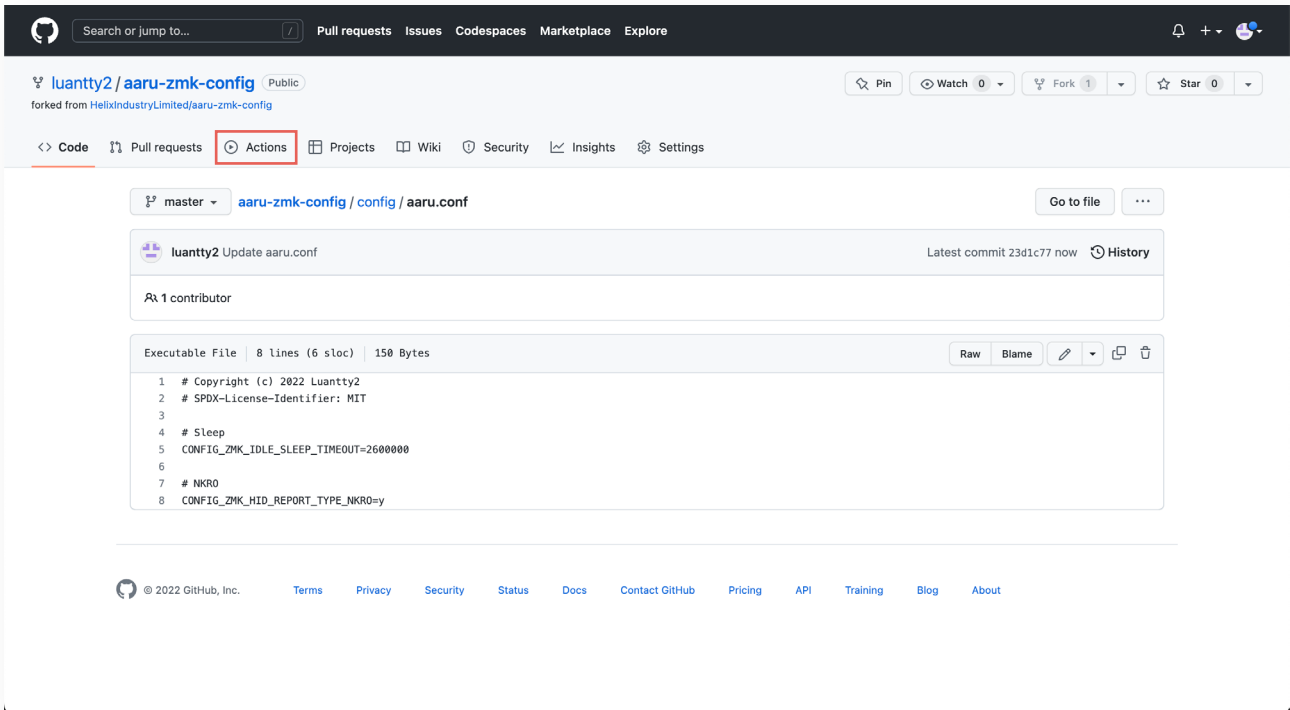 Search or jump to... / Pull requests Issues Codespaces Marketplace Explore
luantty2 / aaru-zmk-config Public Pin Watch 0 Fork 1 Star 0
forked from HelixIndustryLimited/aaru-zmk-config
<> Code Pull requests Actions Projects Wiki Security Insights Settings
master aaru-zmk-config / config / aaru.conf Go to file ...
luantty2 Update aaru.conf Latest commit 23d1c77 now History
1 contributor
Executable File 8 lines (6 sloc) 150 Bytes Raw Blame
1 # Copyright (c) 2022 Luantty2
2 # SPDX-License-Identifier: MIT
3
4 # Sleep
5 CONFIG_ZMK_IDLE_SLEEP_TIMEOUT=2600000
6
7 # NKRO
8 CONFIG_ZMK_HID_REPORT_TYPE_NKRO=y
© 2022 GitHub, Inc. Terms Privacy Security Status Docs Contact GitHub Pricing API Training Blog About